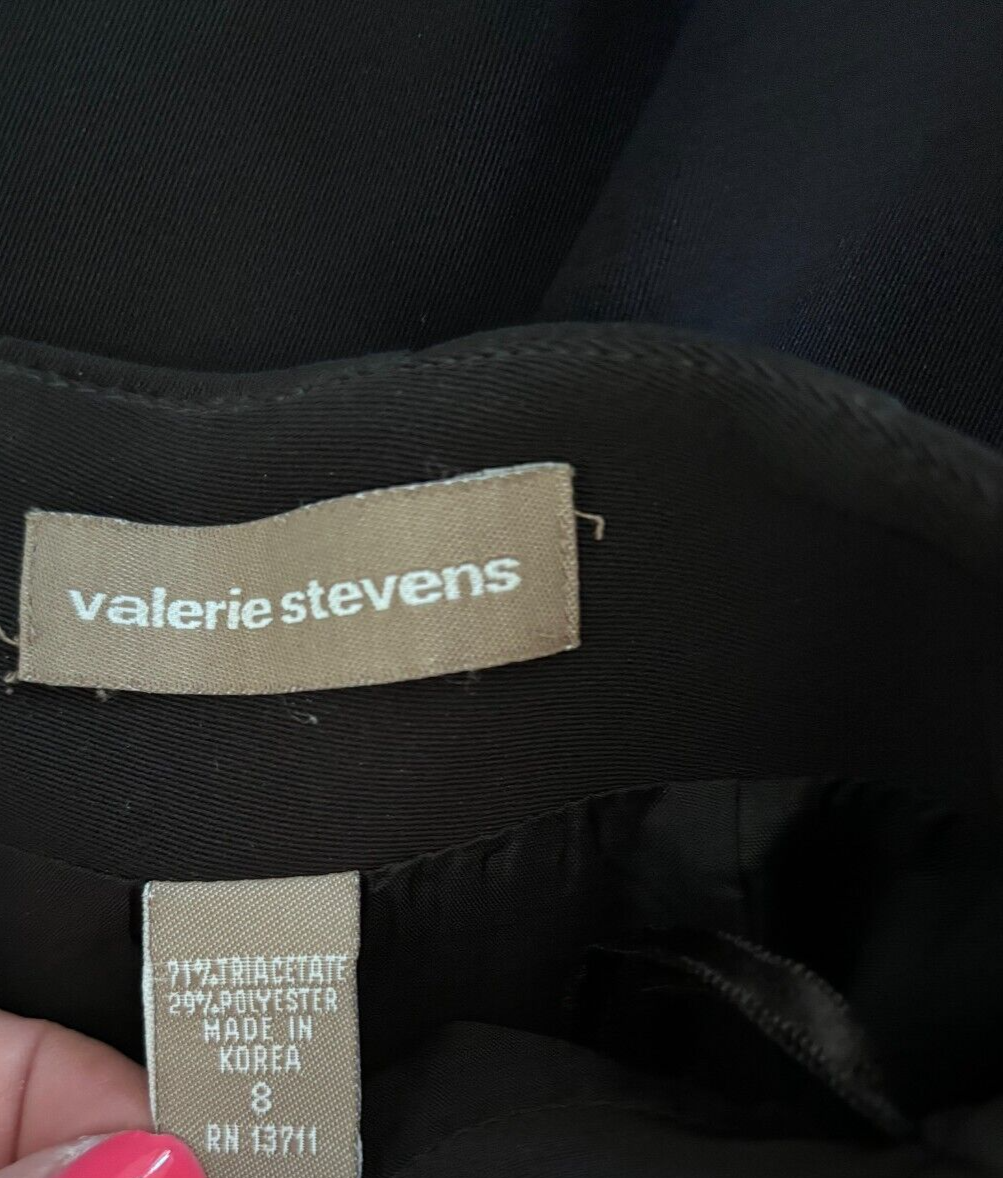 valerie stevens
71% TRIACETATE
29% POLYESTER
MADE IN
KOREA
8
RN 13711